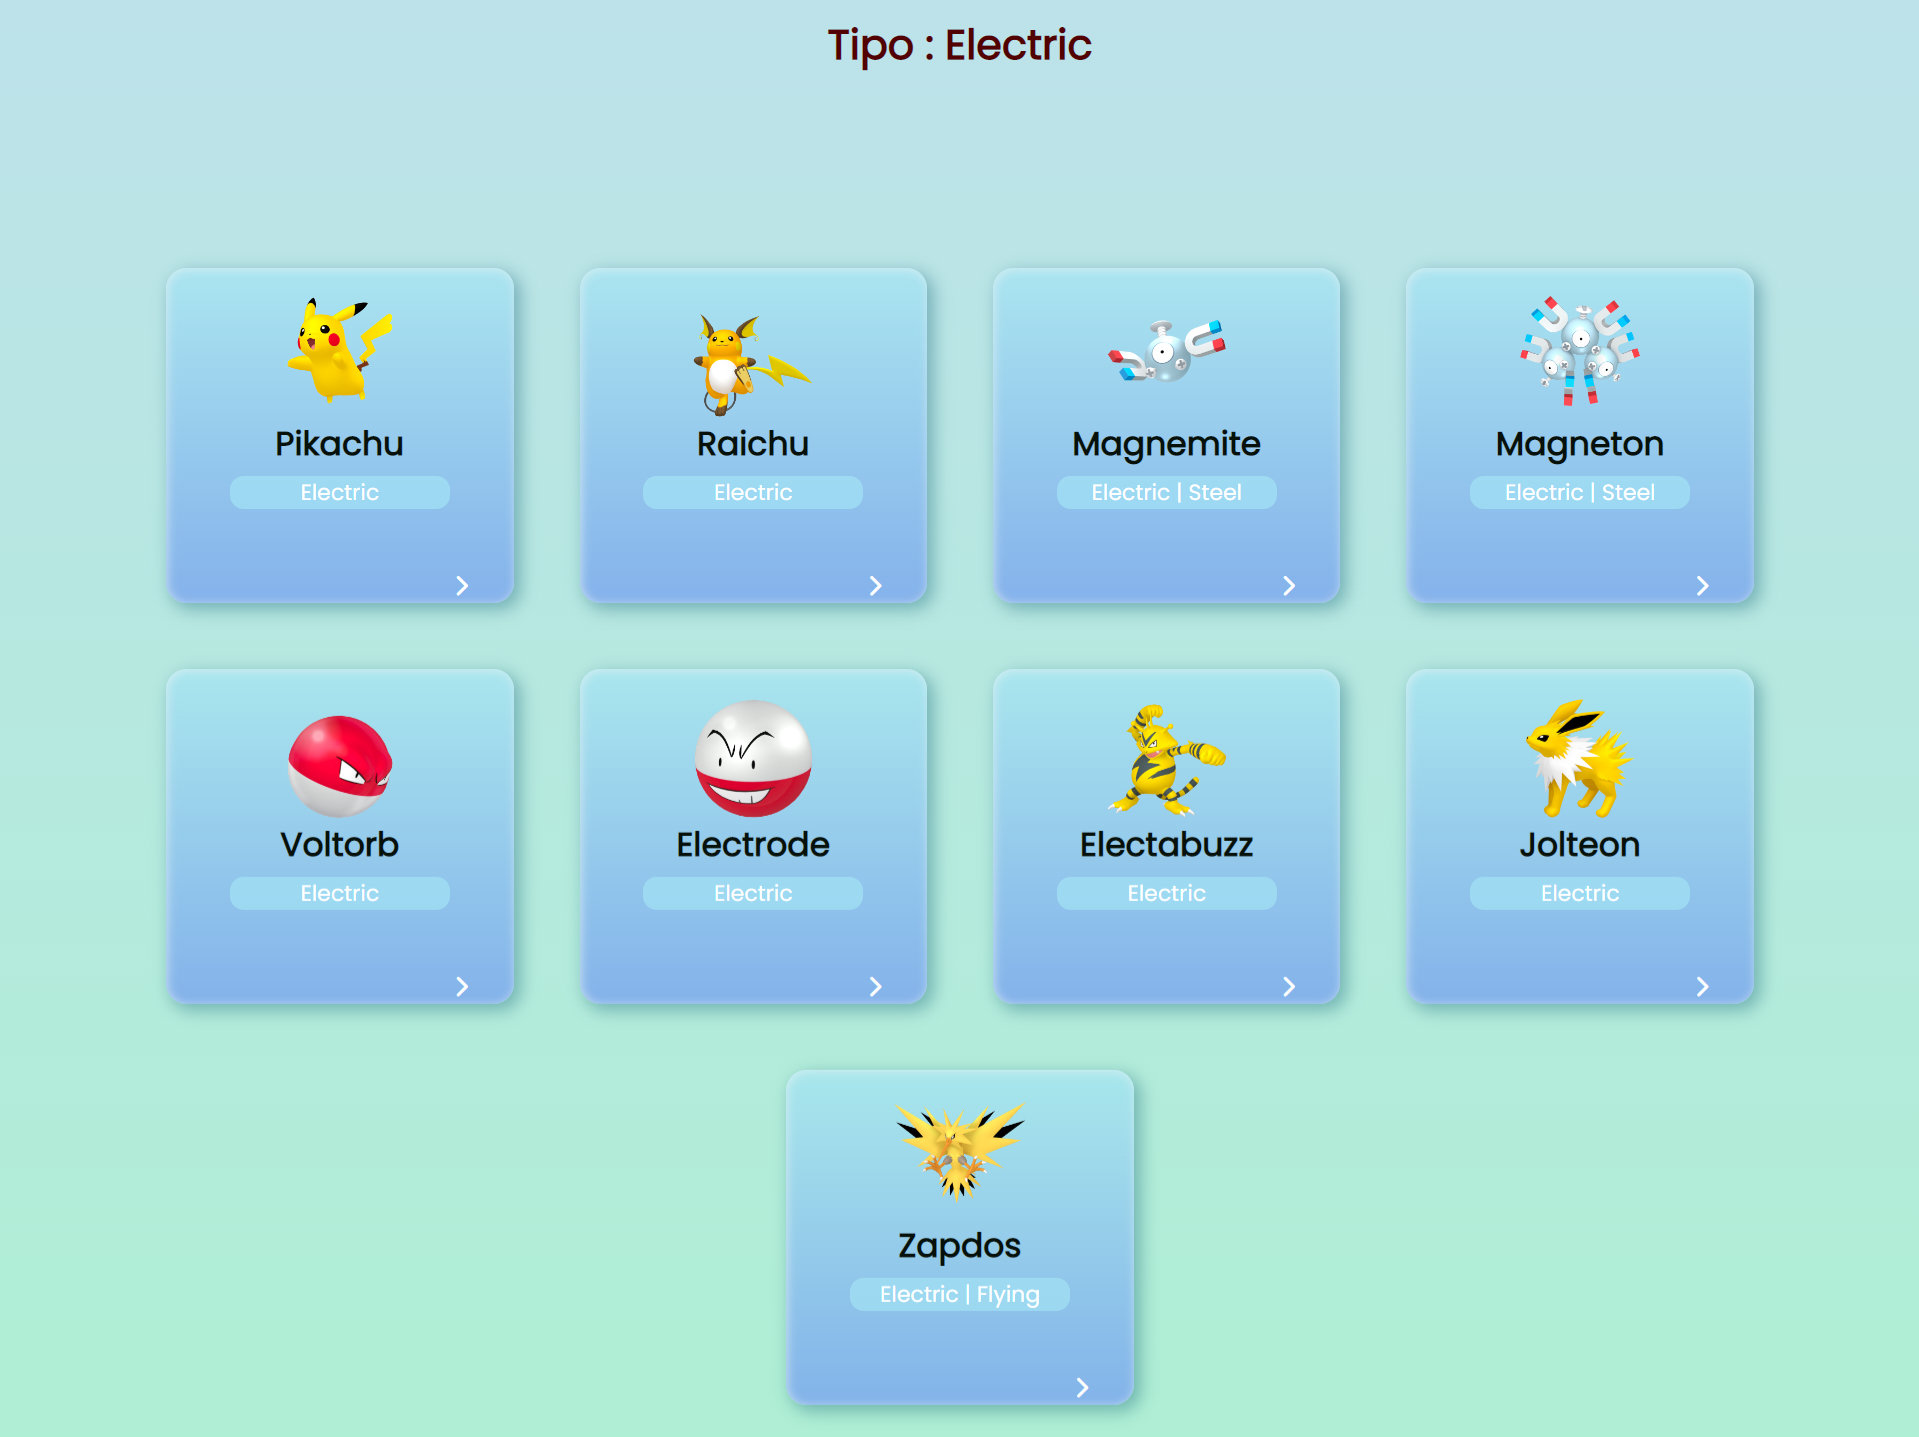 Tipo : Electric
Pikachu
Electric
Raichu
Electric
Magnemite
Electric | Steel
Magneton
Electric | Steel
Voltorb
Electric
Electrode
Electric
Electabuzz
Electric
Jolteon
Electric
Zapdos
Electric | Flying